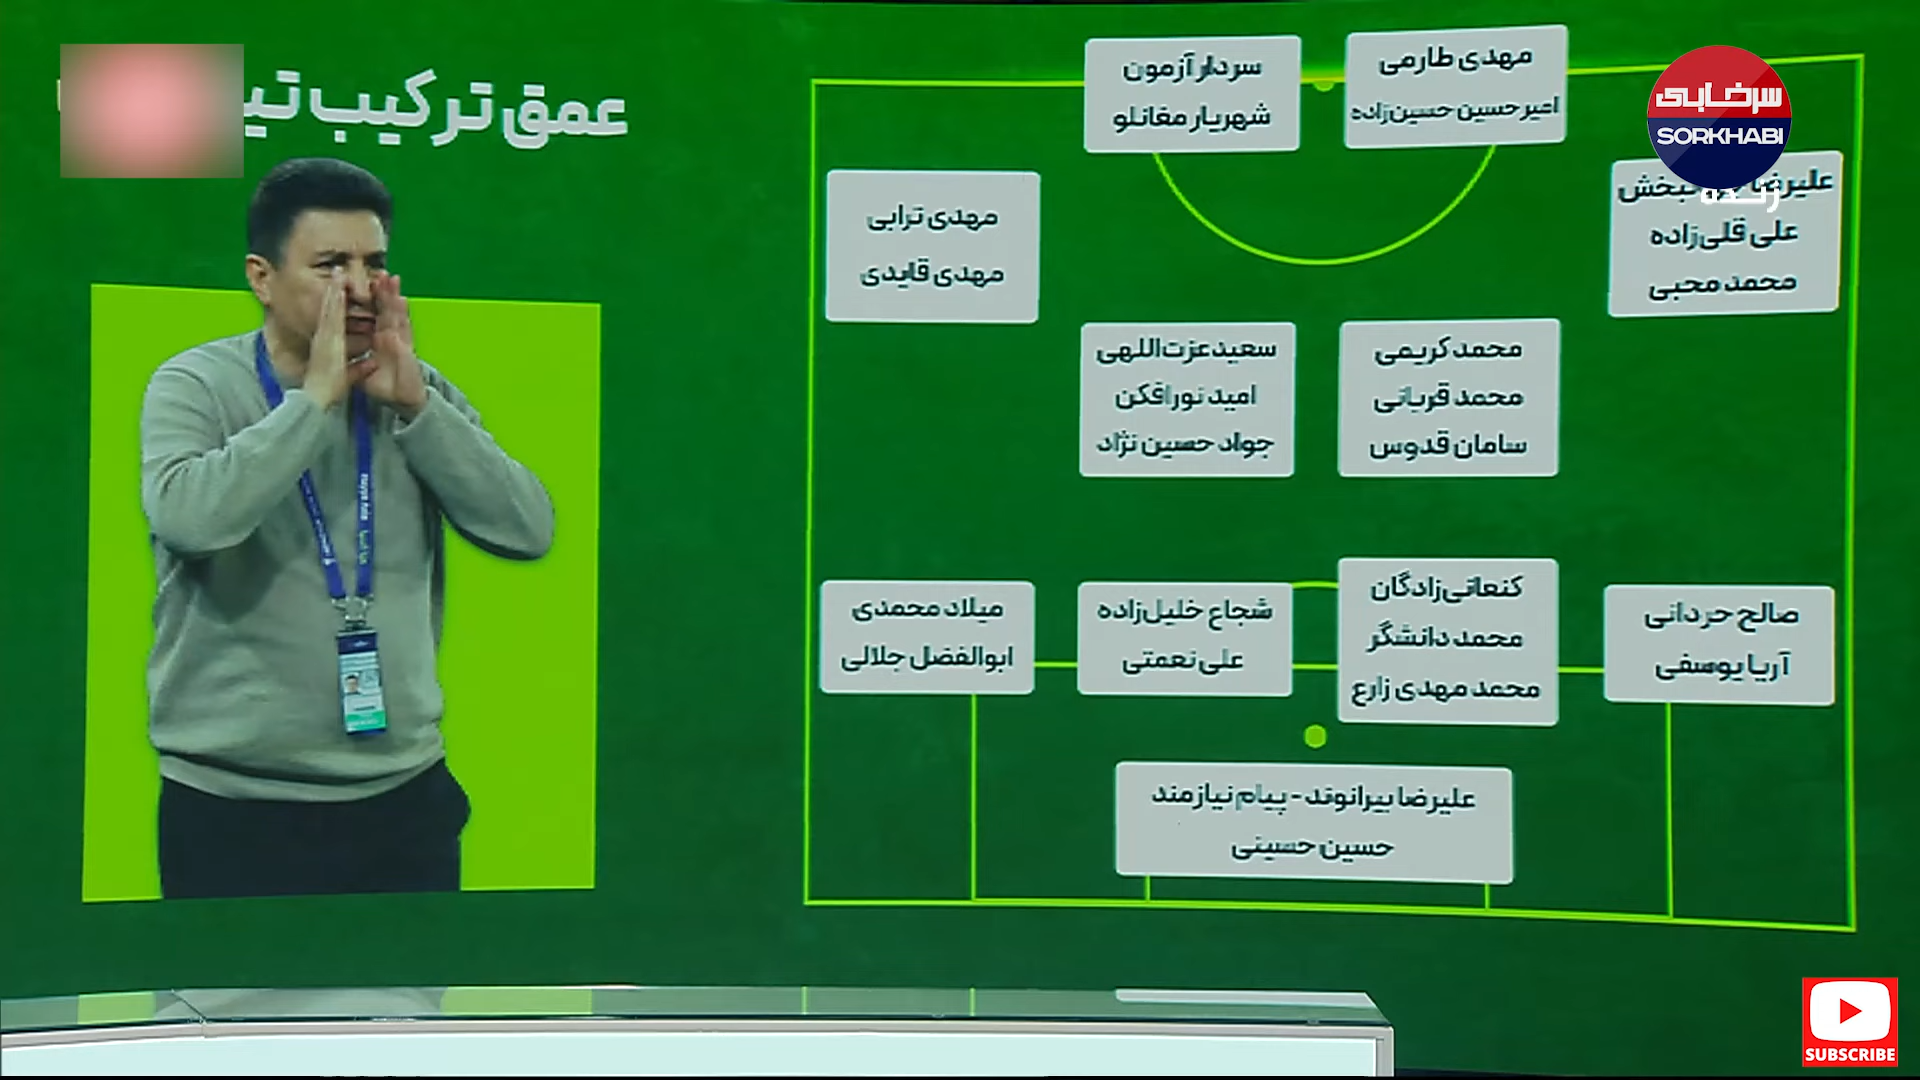 عمق ترکیب
سرخابی
SORKHABI
زنده
مهدی طارمی
امیرحسین حسین‌زاده
سردار آزمون
شهریار مغانلو
علیرضا
علی قلی‌زاده
محمد محبی
مهدی ترابی
مهدی قایدی
محمد کریمی
محمد قربانی
سامان قدوس
سعید عزت‌اللهی
امید نورافکن
جواد حسین نژاد
صالح حردانی
آریا یوسفی
کنعانی‌زادگان
محمد دانشگر
محمد مهدی زارع
شجاع خلیل‌زاده
علی نعمتی
میلاد محمدی
ابوالفضل جلالی
علیرضا بیرانوند - پیام نیازمند
حسین حسینی
SUBSCRIBE